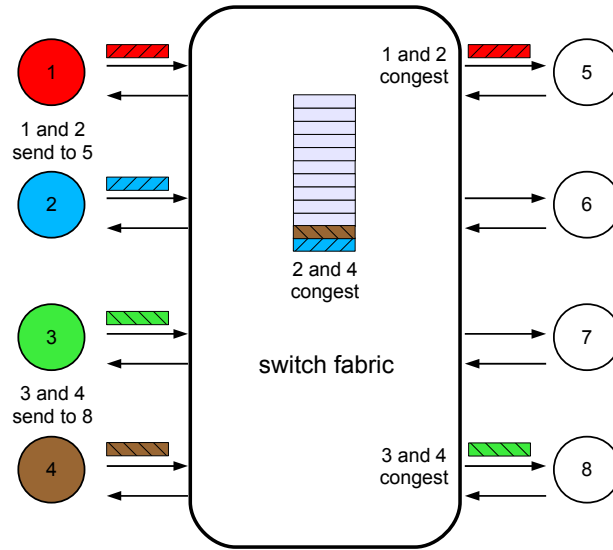 1
1 and 2
send to 5
2
3
3 and 4
send to 8
4
2 and 4
congest
switch fabric
1 and 2
congest
3 and 4
congest
5
6
7
8